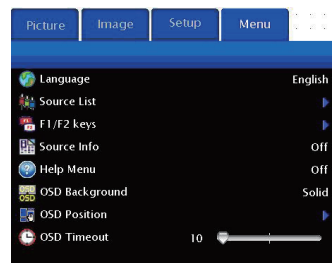 Picture Image Setup Menu
Language English
Source List
F1/F2 keys
Source Info Off
Help Menu Off
OSD Background Solid
OSD Position
OSD Timeout 10